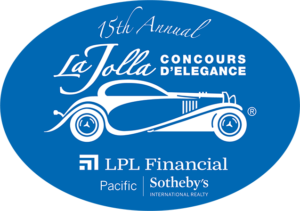 15th Annual
La Jolla CONCOURS
D'ELEGANCE
®
LPL Financial
Pacific | Sotheby's
INTERNATIONAL REALTY